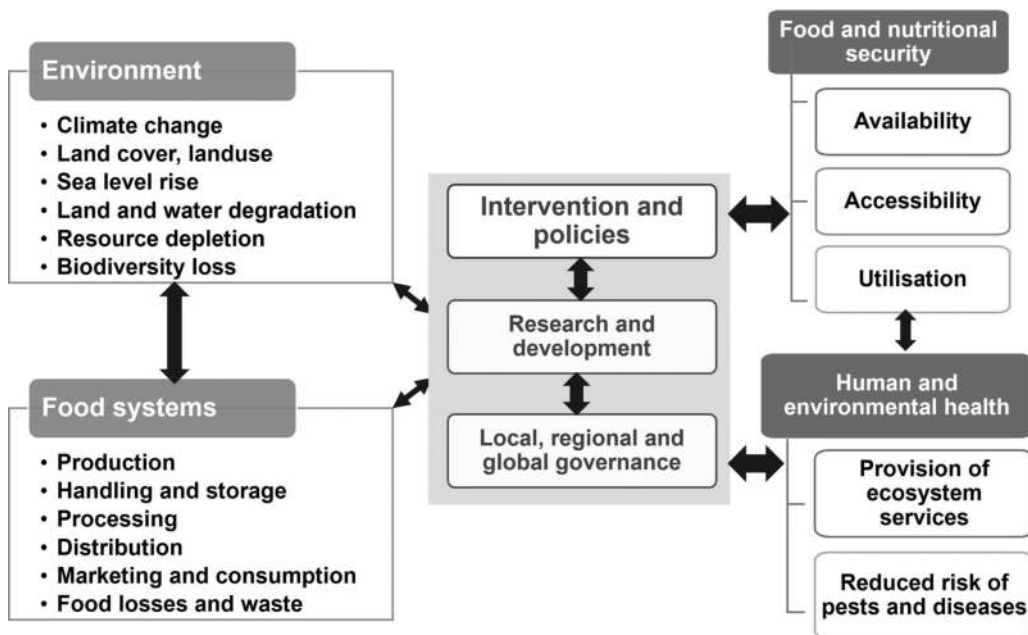 Environment
• Climate change
• Land cover, landuse
• Sea level rise
• Land and water degradation
• Resource depletion
• Biodiversity loss
Food systems
• Production
• Handling and storage
• Processing
• Distribution
• Marketing and consumption
• Food losses and waste
Intervention and
policies
Research and
development
Local, regional and
global governance
Food and nutritional
security
Availability
Accessibility
Utilisation
Human and
environmental health
Provision of
ecosystem
services
Reduced risk of
pests and diseases